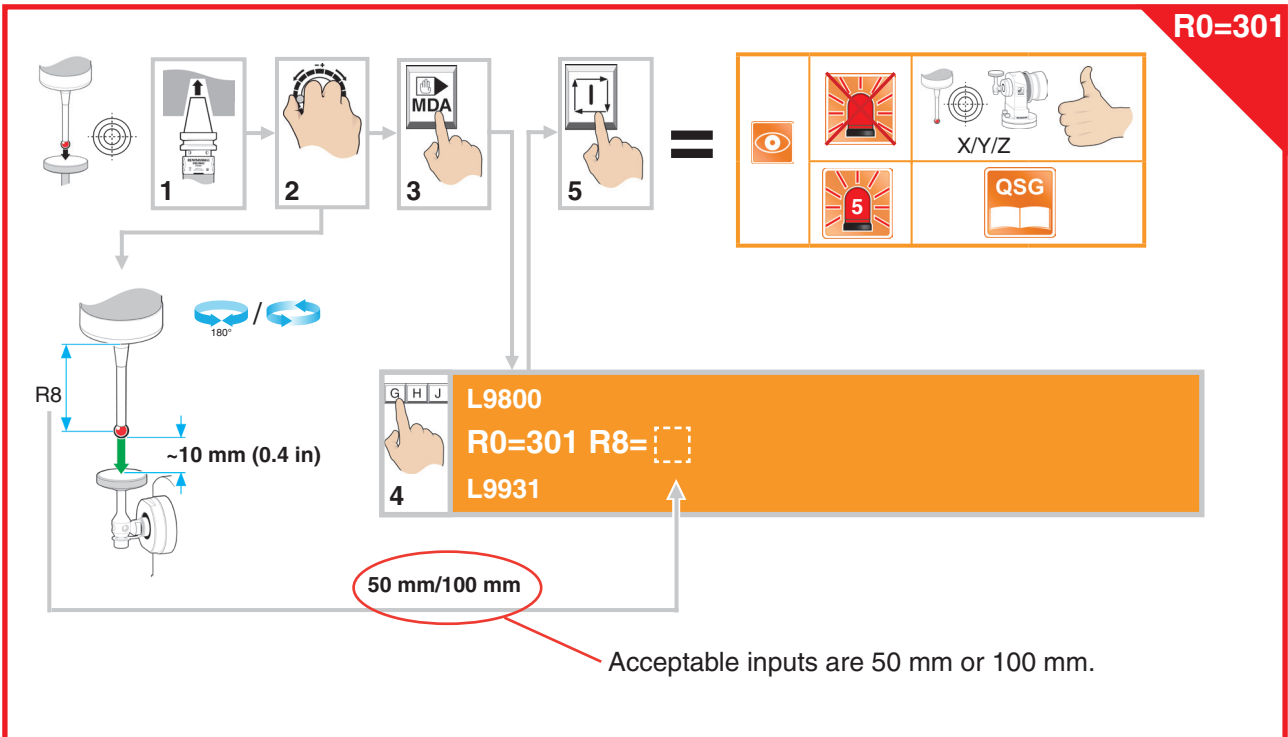 R0=301
MDA
1
2
3
5
X/Y/Z
5
QSG
180°
/
R8
~10 mm (0.4 in)
G H J
4
L9800
R0=301 R8=
L9931
50 mm/100 mm
Acceptable inputs are 50 mm or 100 mm.